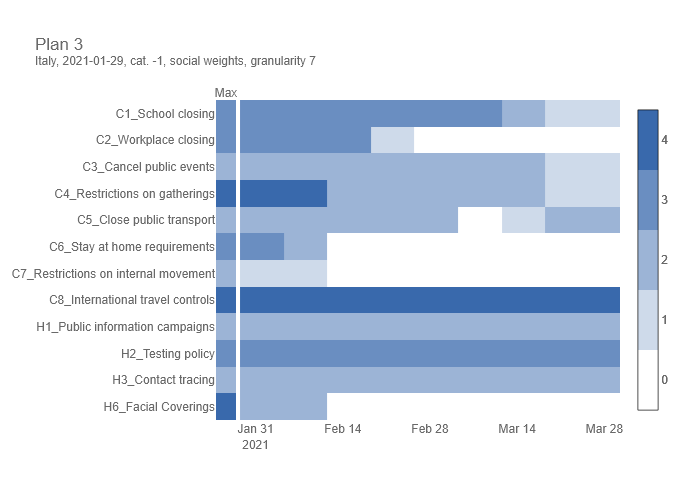 Plan 3
Italy, 2021-01-29, cat. -1, social weights, granularity 7
Max
C1_School closing
C2_Workplace closing
C3_Cancel public events
C4_Restrictions on gatherings
C5_Close public transport
C6_Stay at home requirements
C7_Restrictions on internal movement
C8_International travel controls
H1_Public information campaigns
H2_Testing policy
H3_Contact tracing
H6_Facial Coverings
Jan 31 Feb 14 Feb 28 Mar 14 Mar 28
2021
4
3
2
1
0